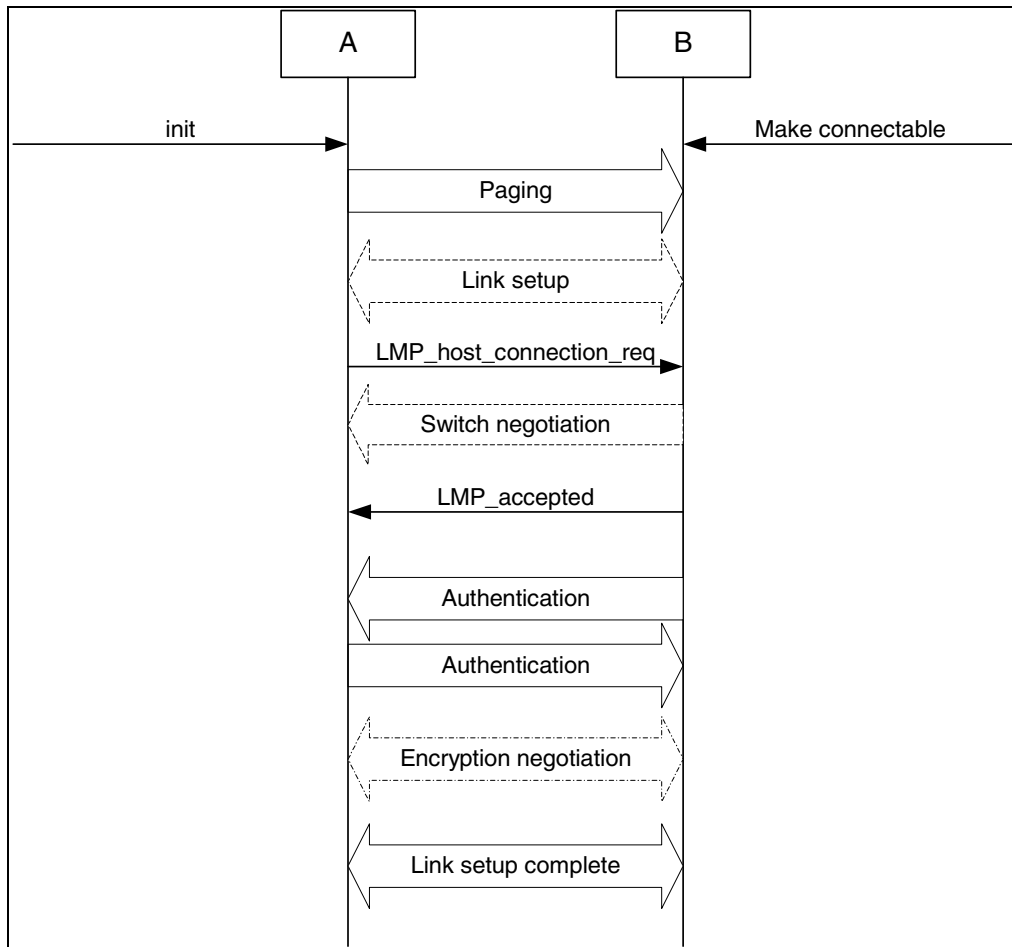 A
B
init
Make connectable
Paging
Link setup
LMP_host_connection_req
Switch negotiation
LMP_accepted
Authentication
Authentication
Encryption negotiation
Link setup complete